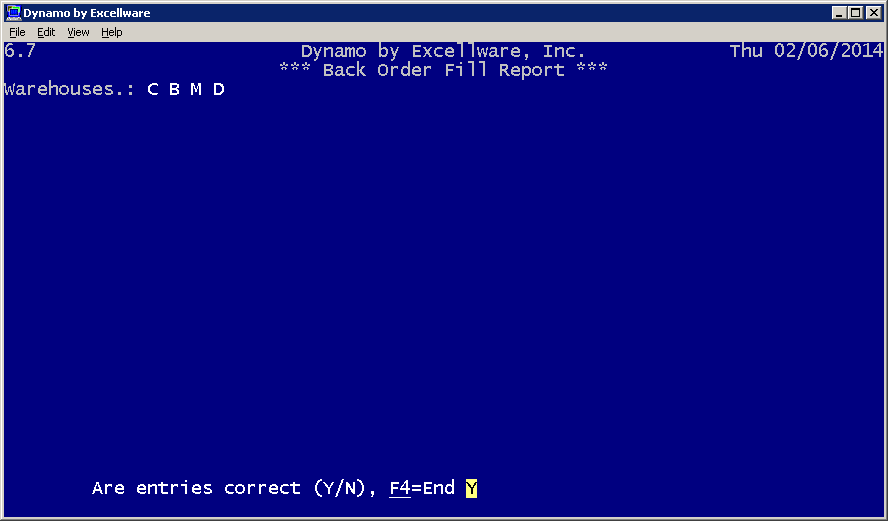 Dynamo by Excellware
File Edit View Help
6.7 Dynamo by Excellware, Inc. Thu 02/06/2014
*** Back Order Fill Report ***
Warehouses.: C B M D
Are entries correct (Y/N), F4=End Y